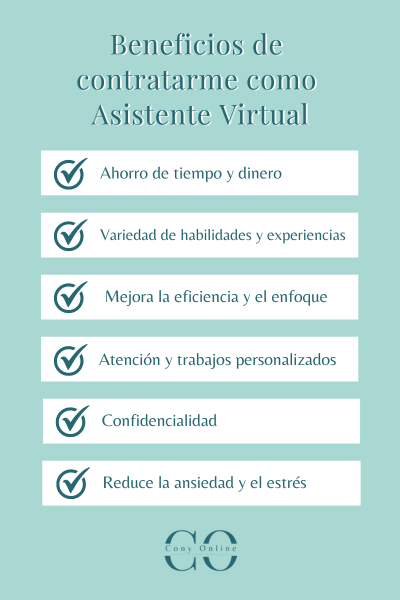 Beneficios de
contratarme como
Asistente Virtual
Ahorro de tiempo y dinero
Variedad de habilidades y experiencias
Mejora la eficiencia y el enfoque
Atención y trabajos personalizados
Confidencialidad
Reduce la ansiedad y el estrés
CO
Cony Online